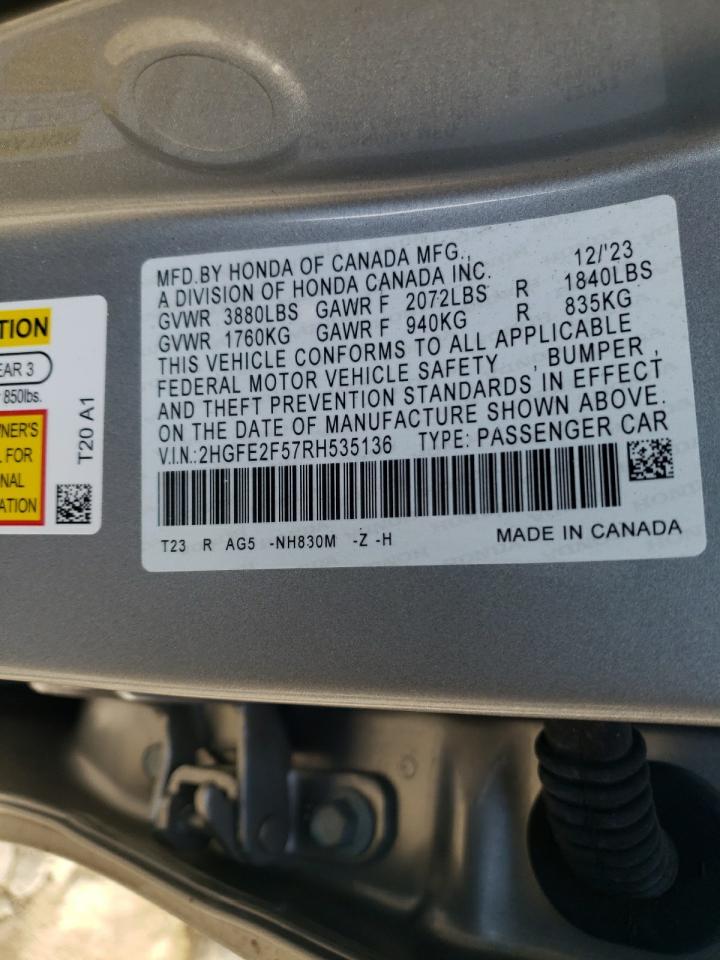 MFD.BY HONDA OF CANADA MFG., 12/'23
A DIVISION OF HONDA CANADA INC.
GVWR 3880LBS GAWR F 2072LBS R 1840LBS
GVWR 1760KG GAWR F 940KG R 835KG
THIS VEHICLE CONFORMS TO ALL APPLICABLE
FEDERAL MOTOR VEHICLE SAFETY , BUMPER ,
AND THEFT PREVENTION STANDARDS IN EFFECT
ON THE DATE OF MANUFACTURE SHOWN ABOVE.
V.I.N.:2HGFE2F57RH535136 TYPE: PASSENGER CAR
T23 R AG5 -NH830M -Z -H MADE IN CANADA
TION
EAR 3
850lbs.
NER'S
FOR
NAL
ATION
T20 A1